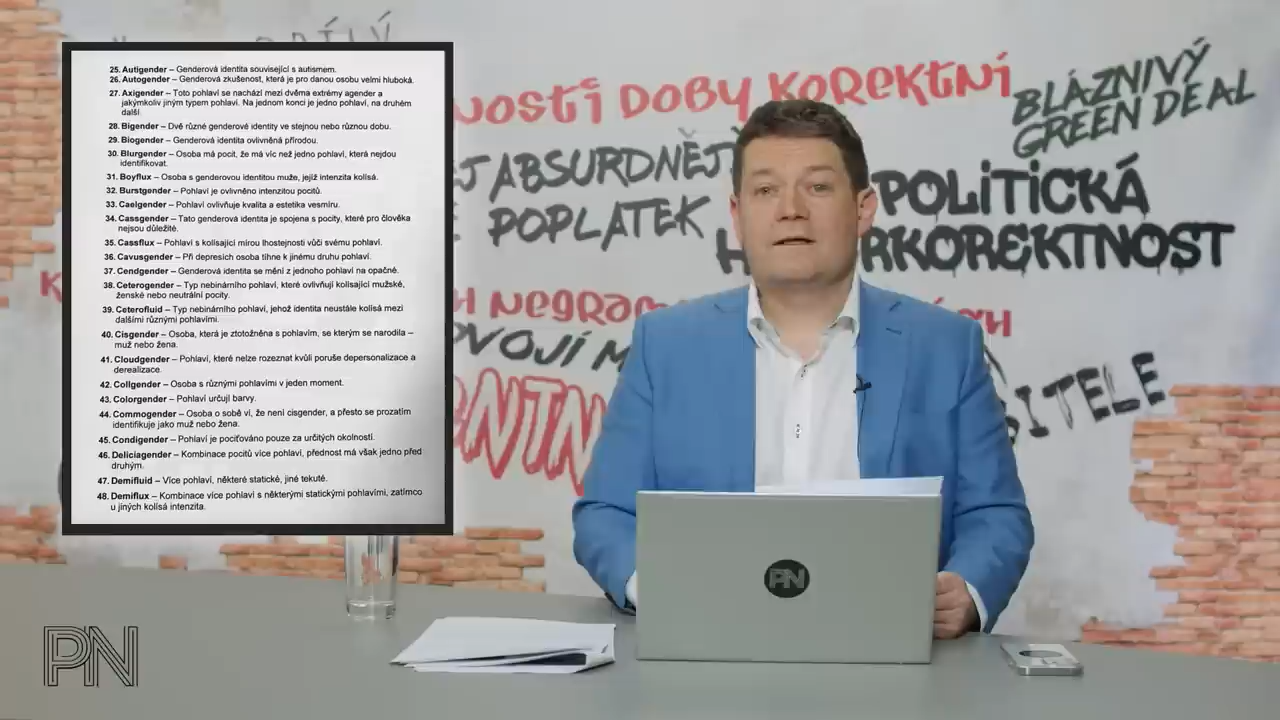 25. Autigender – Genderová identita související s autismem.
26. Autogender – Genderová zkušenost, která je pro danou osobu velmi hluboká.
27. Axigender – Toto pohlaví se nachází mezi dvěma extrémy agender a
jakýmkoliv jiným typem pohlaví. Na jednom konci je jedno pohlaví, na druhém
další.
28. Bigender – Dvě různé genderové identity ve stejnou nebo různou dobu.
29. Biogender – Genderová identita ovlivněná přírodou.
30. Blurgender – Osoba má pocit, že má víc než jedno pohlaví, která nejdou
identifikovat.
31. Boyflux – Osoba s genderovou identitou muže, jejíž intenzita kolísá.
32. Burstgender – Pohlaví je ovlivněno intenzitou pocitů.
33. Caelgender – Pohlaví ovlivňuje kvalita a estetika vesmíru.
34. Cassgender – Tato genderová identita je spojena s pocity, které pro člověka
nejsou důležité.
35. Cassflux – Pohlaví s kolísající mírou lhostejnosti vůči svému pohlaví.
36. Cavusgender – Při depresích osoba tíhne k jinému druhu pohlaví.
37. Cendgender – Genderová identita se mění z jednoho pohlaví na opačné.
38. Ceterogender – Typ nebinárního pohlaví, které ovlivňují kolísající mužské,
ženské nebo neutrální pocity.
39. Ceterofluid – Typ nebinárního pohlaví, jehož identita neustále kolísá mezi
dalšími různými pohlavími.
40. Cisgender – Osoba, která je ztotožněna s pohlavím, se kterým se narodila –
muž nebo žena.
41. Cloudgender – Pohlaví, které nelze rozeznat kvůli poruše depersonalizace a
derealizace.
42. Collgender – Osoba s různými pohlavími v jeden moment.
43. Colorgender – Pohlaví určují barvy.
44. Commogender – Osoba o sobě ví, že není cisgender, a přesto se prozatím
identifikuje jako muž nebo žena.
45. Condigender – Pohlaví je pociťováno pouze za určitých okolností.
46. Deliciagender – Kombinace pocitů více pohlaví, přednost má však jedno před
druhým.
47. Demifluid – Více pohlaví, některé statické, jiné tekuté.
48. Demiflux – Kombinace více pohlaví s některými statickými pohlavími, zatímco
u jiných kolísá intenzita.
DOBY KOREKTNÍ
BLÁZNIVÝ
GREEN DEAL
ABSURDNĚJ
POPLATEK
POLITICKÁ
RKOREKTNOST
PN
PN